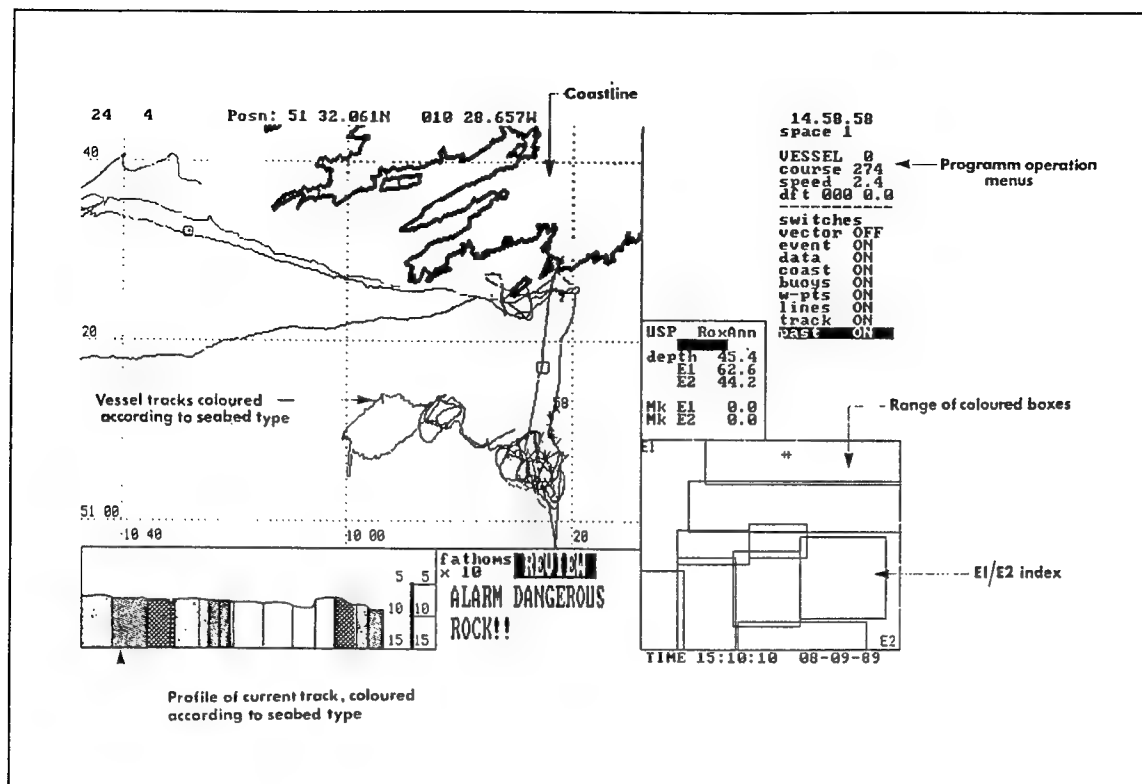 Coastline
24 4 Posn: 51 32.061N 010 28.657W
40
20
51 00
10 40
10 00
20
58
Vessel tracks coloured
according to seabed type
14.58.58
space 1
VESSEL 0
course 274
speed 2.4
dft 000 0.0
switches
vector OFF
event ON
data ON
coast ON
buoys ON
w-pts ON
lines ON
track ON
past ON
Programm operation
menus
USP RoxAnn
depth 45.4
E1 62.6
E2 44.2
Mk E1 0.0
Mk E2 0.0
Range of coloured boxes
E1
#
E1/E2 index
E2
TIME 15:10:10 08-09-89
fathoms
x 10
REVIEW
5 5
10 10
15 15
ALARM DANGEROUS
ROCK!!
Profile of current track, coloured
according to seabed type